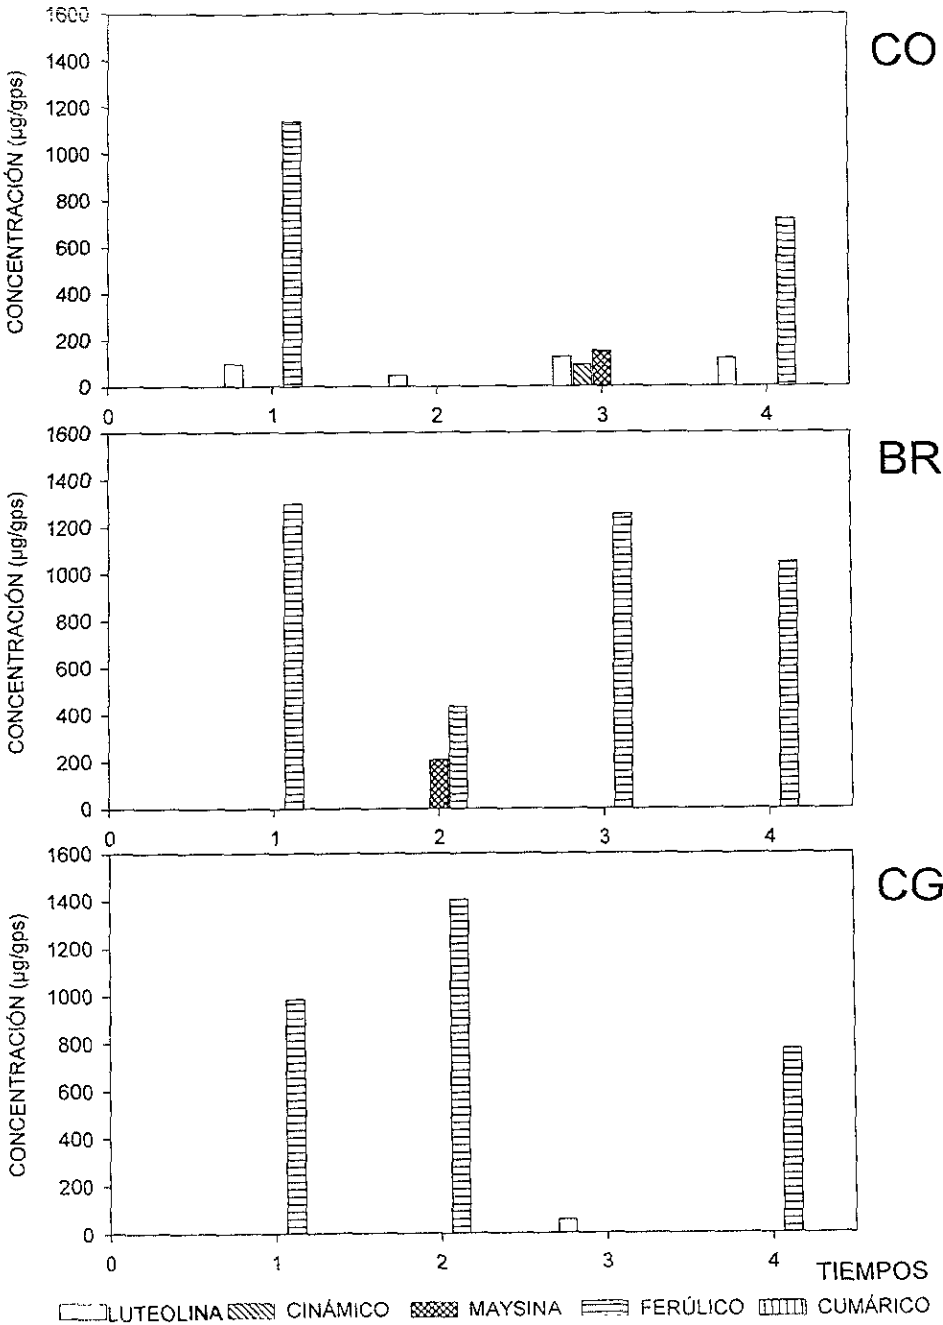 CO
CONCENTRACIÓN (µg/gps)
1600
1400
1200
1000
800
600
400
200
0
0 1 2 3 4
BR
CONCENTRACIÓN (µg/gps)
1600
1400
1200
1000
800
600
400
200
0
0 1 2 3 4
CG
CONCENTRACIÓN (µg/gps)
1600
1400
1200
1000
800
600
400
200
0
0 1 2 3 4
TIEMPOS
LUTEOLINA CINÁMICO MAYSINA FERÚLICO CUMÁRICO